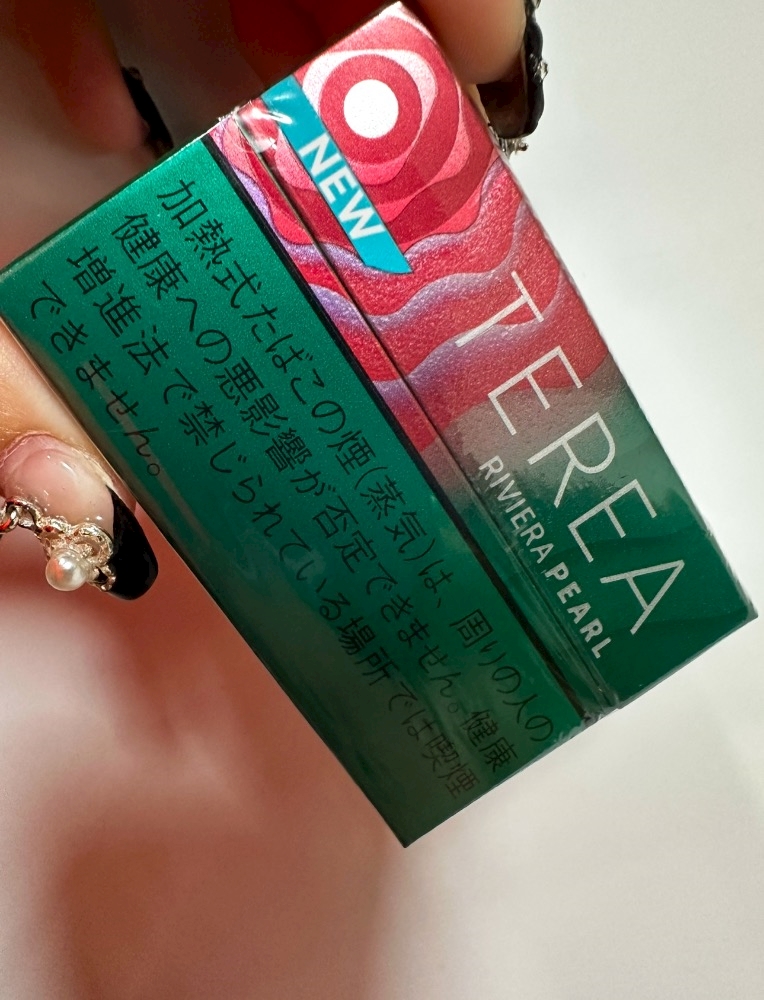 NEW
TEREA
RIVIERA PEARL
加熱式たばこの煙(蒸気)は、周りの人の
健康への悪影響が否定できません。健康
増進法で禁じられている場所では喫煙
できません。